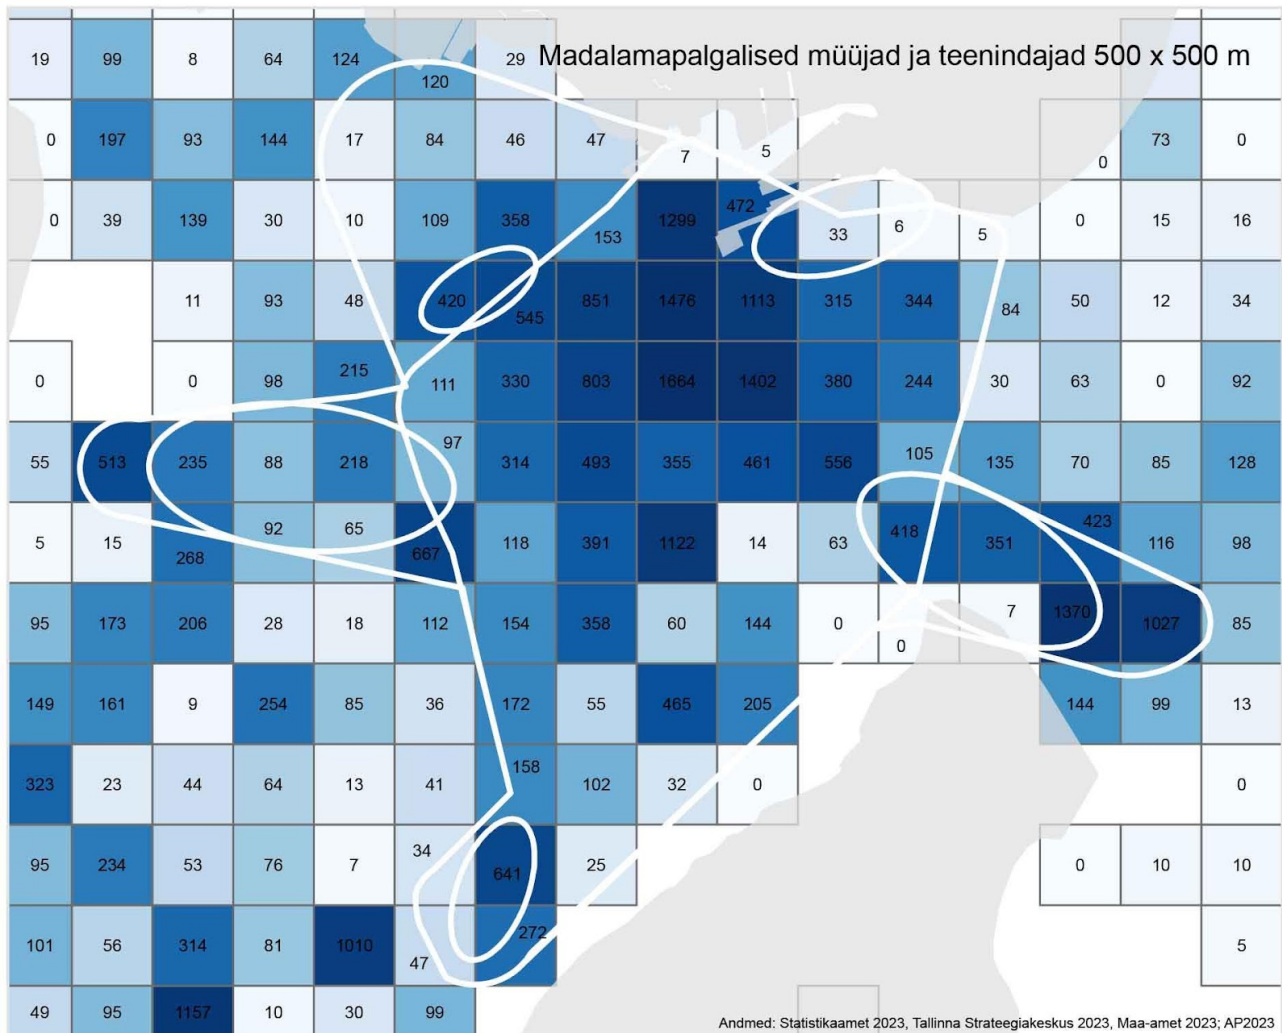 Madalamapalgalised müüjad ja teenindajad 500 x 500 m
19 99 8 64 124 120 29
0 197 93 144 17 84 46 47 7 5 0 73 0
0 39 139 30 10 109 358 153 1299 472 33 6 5 0 15 16
11 93 48 420 545 851 1476 1113 315 344 84 50 12 34
0 0 98 215 111 330 803 1664 1402 380 244 30 63 0 92
55 513 235 88 218 97 314 493 355 461 556 105 135 70 85 128
5 15 268 92 65 667 118 391 1122 14 63 418 351 423 116 98
95 173 206 28 18 112 154 358 60 144 0 0 7 1370 1027 85
149 161 9 254 85 36 172 55 465 205 144 99 13
323 23 44 64 13 41 158 102 32 0 0
95 234 53 76 7 34 641 25 0 10 10
101 56 314 81 1010 47 272 5
49 95 1157 10 30 99
Andmed: Statistikaamet 2023, Tallinna Strateegiakeskus 2023, Maa-amet 2023; AP2023